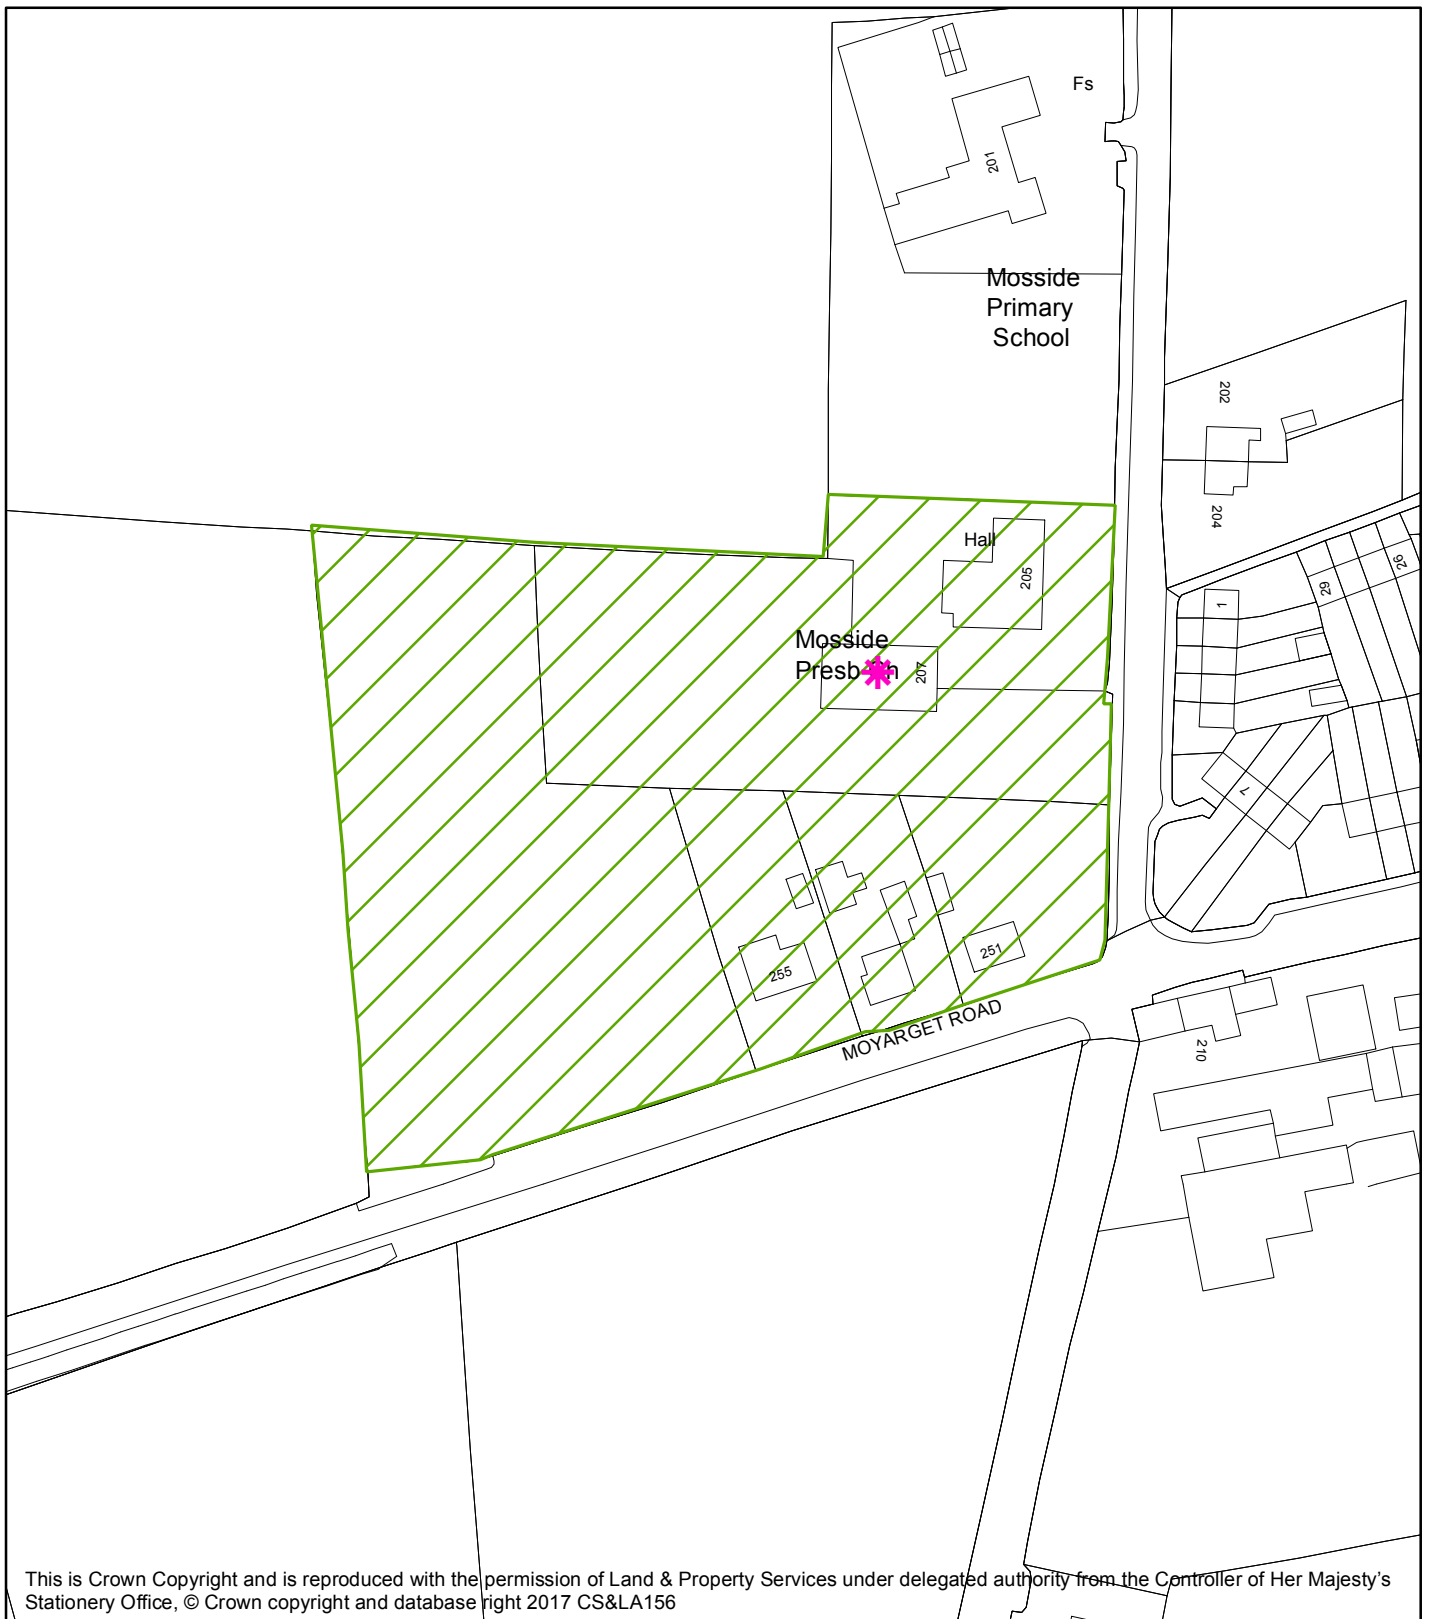 Fs
201
Mosside
Primary
School
202
204
Hall
205
26
29
1
Mosside
207
7
251
255
MOYARGET ROAD
210
This is Crown Copyright and is reproduced with the permission of Land & Property Services under delegated authority from the Controller of Her Majesty's
Stationery Office, © Crown copyright and database right 2017 CS&LA156